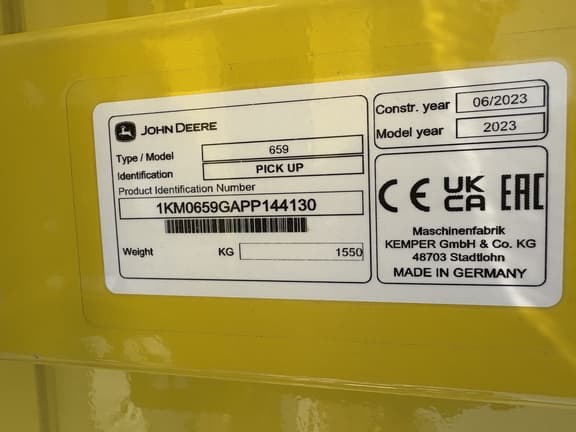 JOHN DEERE
Type / Model 659
Identification PICK UP
Product Identification Number
1KM0659GAPP144130
Weight KG 1550
Constr. year 06/2023
Model year 2023
CE UK CA EAC
Maschinenfabrik
KEMPER GmbH & Co. KG
48703 Stadtlohn
MADE IN GERMANY